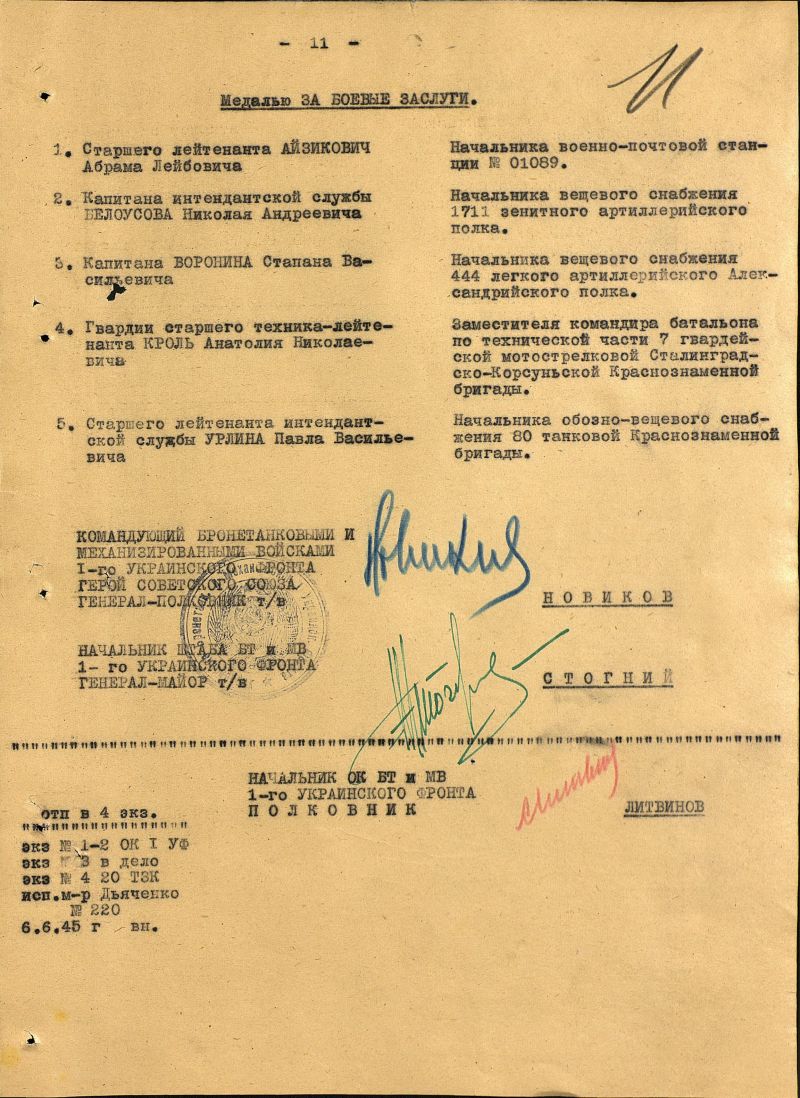 - 11 -
11
Медалью ЗА БОЕВЫЕ ЗАСЛУГИ.
1. Старшего лейтенанта АЙЗИКОВИЧ
Абрама Лейбовича
Начальника военно-почтовой стан-
ции № 01089.
2. Капитана интендантской службы
БЕЛОУСОВА Николая Андреевича
Начальника вещевого снабжения
1711 зенитного артиллерийского
полка.
3. Капитана ВОРОНИНА Стапана Ва-
сильевича
Начальника вещевого снабжения
444 легкого артиллерийского Алек-
сандрийского полка.
4. Гвардии старшего техника-лейте-
нанта КРОЛЬ Анатолия Николае-
вича
Заместителя командира батальона
по технической части 7 гвардей-
ской мотострелковой Сталинград-
ско-Корсуньской Краснознаменной
бригады.
5. Старшего лейтенанта интендант-
ской службы УРЛИНА Павла Василье-
вича
Начальника обозно-вещевого снаб-
жения 80 танковой Краснознаменной
бригады.
КОМАНДУЮЩИЙ БРОНЕТАНКОВЫМИ И
МЕХАНИЗИРОВАННЫМИ ВОЙСКАМИ
I-го УКРАИНСКОГО ФРОНТА
ГЕРОЙ СОВЕТСКОГО СОЮЗА
ГЕНЕРАЛ-ПОЛКОВНИК т/в
НОВИКОВ
НАЧАЛЬНИК ШТАБА БТ и МВ
1- го УКРАИНСКОГО ФРОНТА
ГЕНЕРАЛ-МАЙОР т/в
СТОГНИЙ
НАЧАЛЬНИК ОК БТ и МВ
1-го УКРАИНСКОГО ФРОНТА
ПОЛКОВНИК
ЛИТВИНОВ
отп в 4 экз.
экз № 1-2 ОК I УФ
экз № 3 в дело
экз № 4 20 ТЗК
исп.м-р Дьяченко
№ 220
6.6.45 г вн.